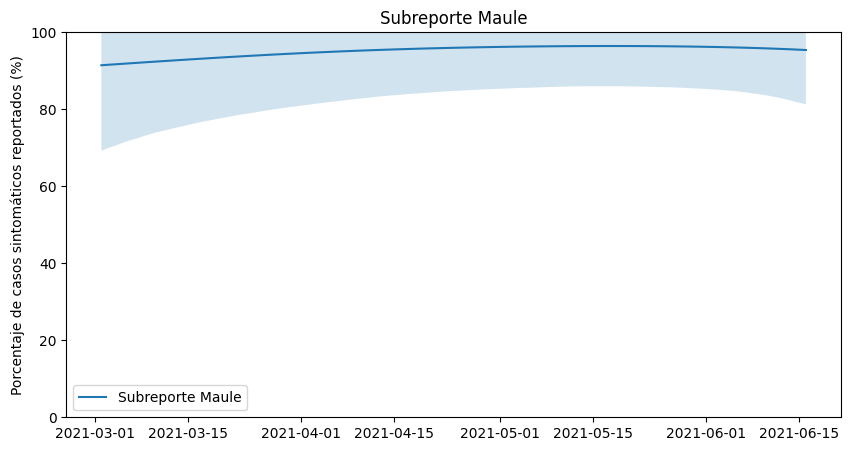 Subreporte Maule
Porcentaje de casos sintomáticos reportados (%)
100
80
60
40
20
0
Subreporte Maule
2021-03-01 2021-03-15 2021-04-01 2021-04-15 2021-05-01 2021-05-15 2021-06-01 2021-06-15